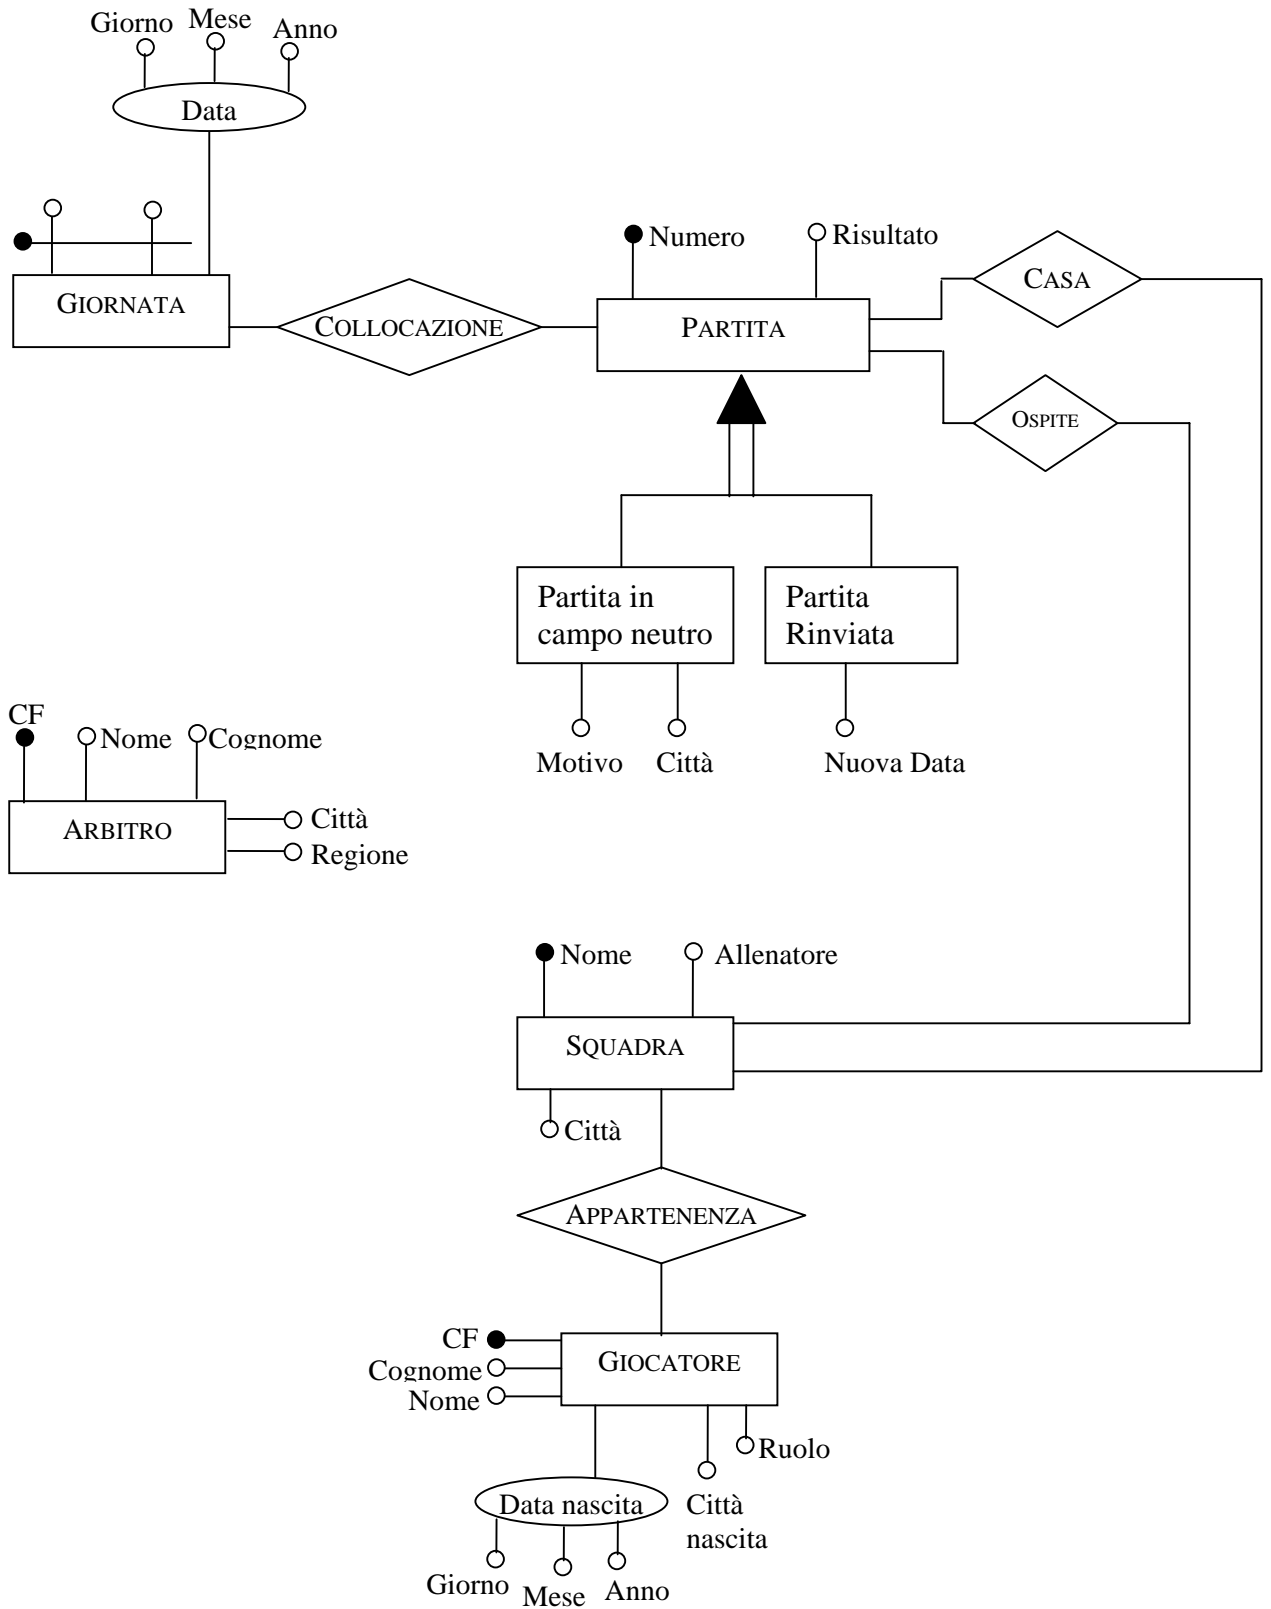 Giorno
Mese
Anno
Data
Numero
Risultato
GIORNATA
COLLOCAZIONE
PARTITA
CASA
OSPITE
Partita in
campo neutro
Partita
Rinviata
Motivo
Città
Nuova Data
CF
Nome
Cognome
ARBITRO
Città
Regione
Nome
Allenatore
SQUADRA
Città
APPARTENENZA
CF
Cognome
Nome
GIOCATORE
Ruolo
Data nascita
Città
nascita
Giorno
Mese
Anno